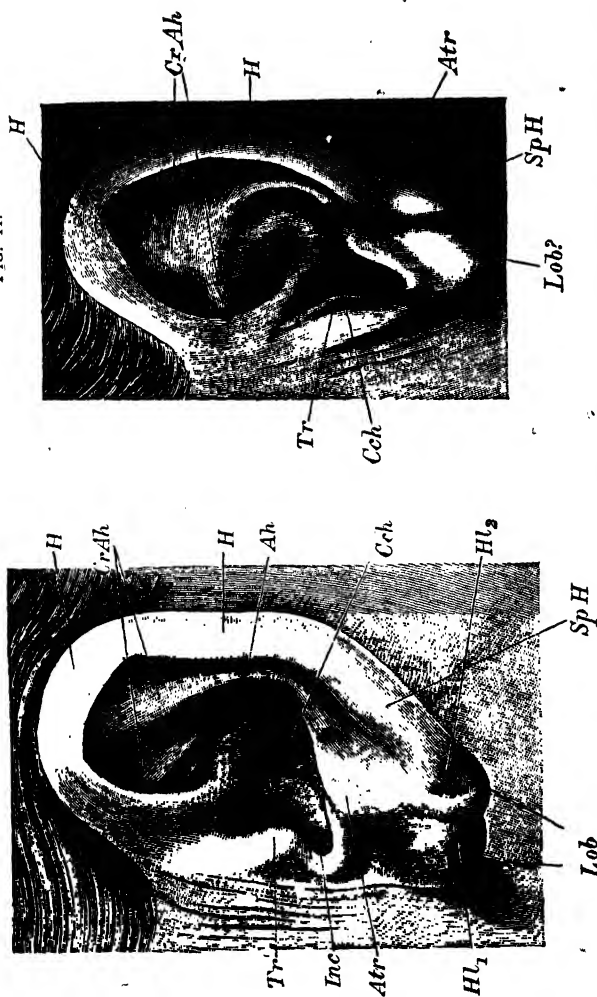 H
CrAh
H
Ah
Cch
Hl₂
SpH
Lob
Tr
Inc
Atr
Hl₁
H
CrAh
H
Atr
SpH
Lob?
Tr
Cch